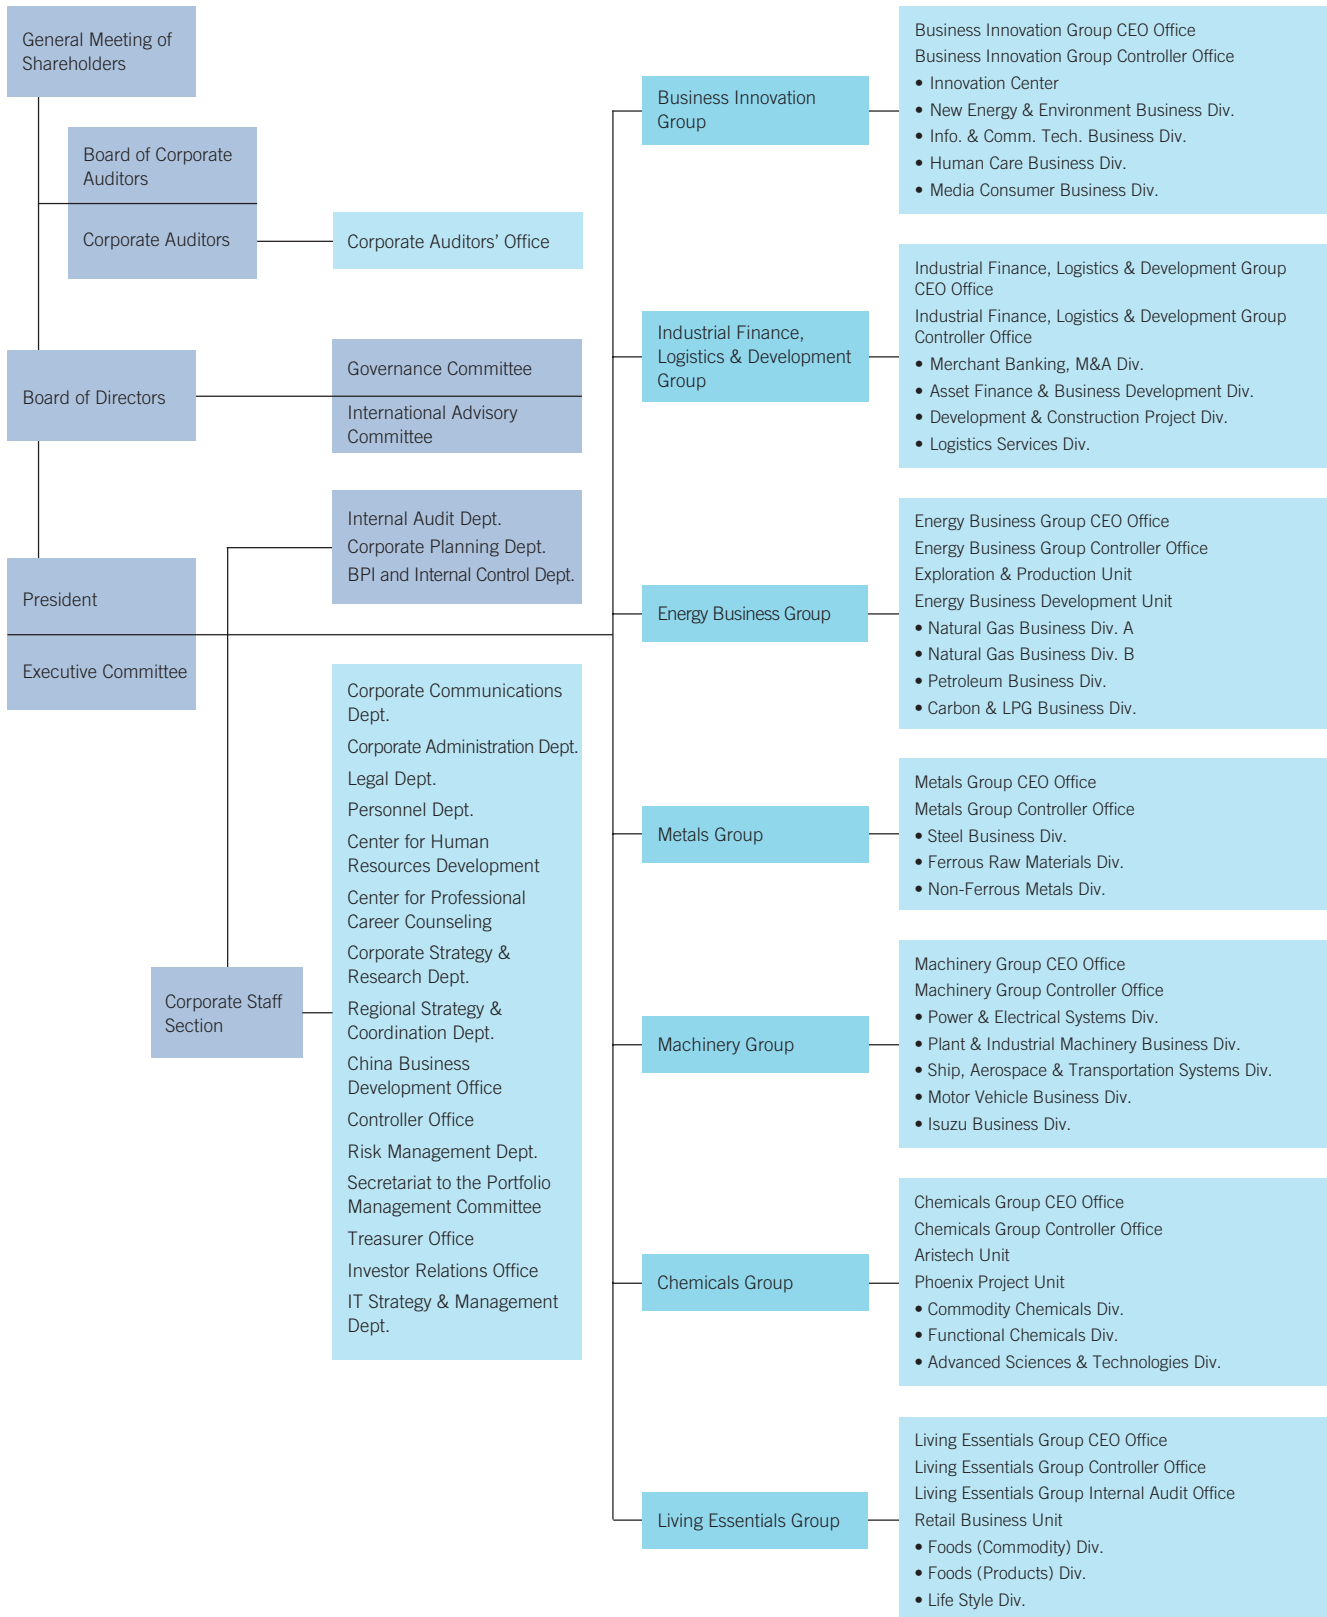 General Meeting of
Shareholders
Board of Corporate
Auditors
Corporate Auditors
Corporate Auditors’ Office
Board of Directors
Governance Committee
International Advisory
Committee
Internal Audit Dept.
Corporate Planning Dept.
BPI and Internal Control Dept.
President
Executive Committee
Corporate Staff
Section
Corporate Communications
Dept.
Corporate Administration Dept.
Legal Dept.
Personnel Dept.
Center for Human
Resources Development
Center for Professional
Career Counseling
Corporate Strategy &
Research Dept.
Regional Strategy &
Coordination Dept.
China Business
Development Office
Controller Office
Risk Management Dept.
Secretariat to the Portfolio
Management Committee
Treasurer Office
Investor Relations Office
IT Strategy & Management
Dept.
Business Innovation
Group
Business Innovation Group CEO Office
Business Innovation Group Controller Office
• Innovation Center
• New Energy & Environment Business Div.
• Info. & Comm. Tech. Business Div.
• Human Care Business Div.
• Media Consumer Business Div.
Industrial Finance,
Logistics & Development
Group
Industrial Finance, Logistics & Development Group
CEO Office
Industrial Finance, Logistics & Development Group
Controller Office
• Merchant Banking, M&A Div.
• Asset Finance & Business Development Div.
• Development & Construction Project Div.
• Logistics Services Div.
Energy Business Group
Energy Business Group CEO Office
Energy Business Group Controller Office
Exploration & Production Unit
Energy Business Development Unit
• Natural Gas Business Div. A
• Natural Gas Business Div. B
• Petroleum Business Div.
• Carbon & LPG Business Div.
Metals Group
Metals Group CEO Office
Metals Group Controller Office
• Steel Business Div.
• Ferrous Raw Materials Div.
• Non-Ferrous Metals Div.
Machinery Group
Machinery Group CEO Office
Machinery Group Controller Office
• Power & Electrical Systems Div.
• Plant & Industrial Machinery Business Div.
• Ship, Aerospace & Transportation Systems Div.
• Motor Vehicle Business Div.
• Isuzu Business Div.
Chemicals Group
Chemicals Group CEO Office
Chemicals Group Controller Office
Aristech Unit
Phoenix Project Unit
• Commodity Chemicals Div.
• Functional Chemicals Div.
• Advanced Sciences & Technologies Div.
Living Essentials Group
Living Essentials Group CEO Office
Living Essentials Group Controller Office
Living Essentials Group Internal Audit Office
Retail Business Unit
• Foods (Commodity) Div.
• Foods (Products) Div.
• Life Style Div.